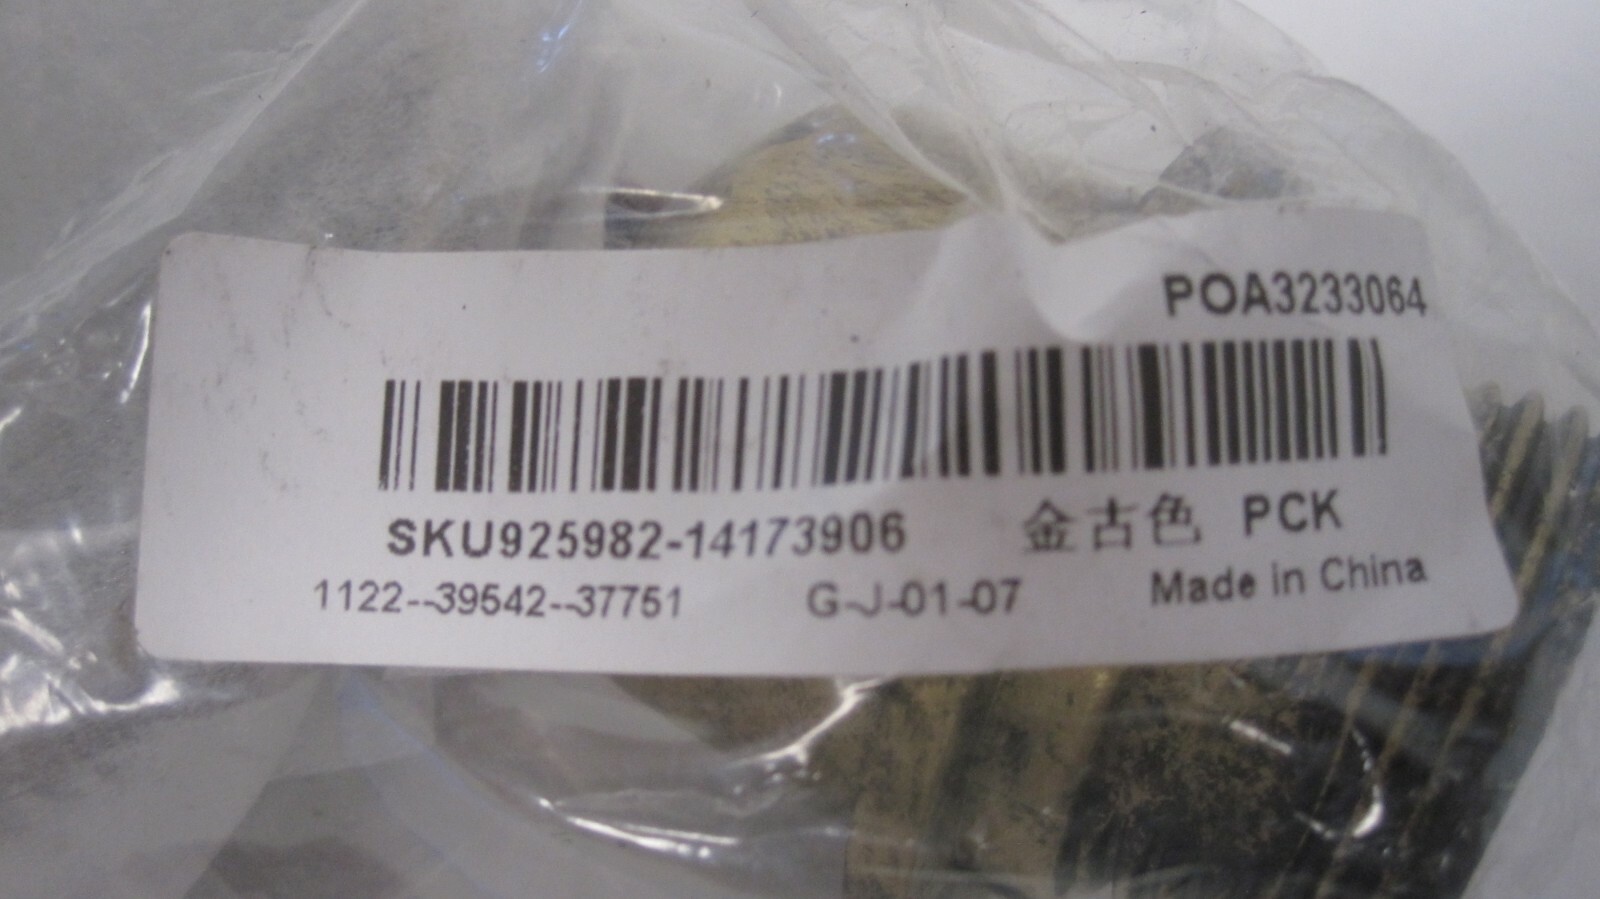 POA3233064
SKU925982-14173906 金古色 PCK
1122--39542--37751 G-J-01-07 Made in China